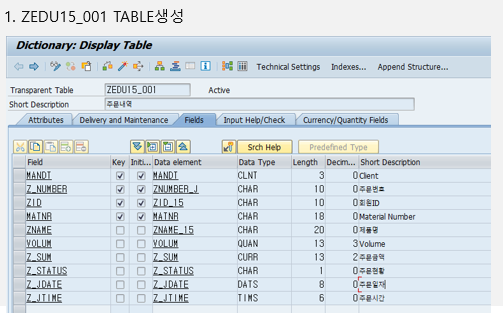 1. ZEDU15_001 TABLE생성
Dictionary: Display Table
Technical Settings Indexes... Append Structure...
Transparent Table ZEDU15_001 Active
Short Description 주문내역
Attributes Delivery and Maintenance Fields Input Help/Check Currency/Quantity Fields
Srch Help Predefined Type
Field Key Initi... Data element Data Type Length Decim... Short Description
MANDT MANDT CLNT 3 0 Client
Z_NUMBER ZNUMBER_J CHAR 10 0 주문번호
ZID ZID_15 CHAR 10 0 회원ID
MATNR MATNR CHAR 18 0 Material Number
ZNAME ZNAME_15 CHAR 20 0 제품명
VOLUM VOLUM QUAN 13 3 Volume
Z_SUM Z_SUM CURR 13 2 주문금액
Z_STATUS Z_STATUS CHAR 1 0 주문현황
Z_JDATE Z_JDATE DATS 8 0 주문일자
Z_JTIME Z_JTIME TIMS 6 0 주문시간